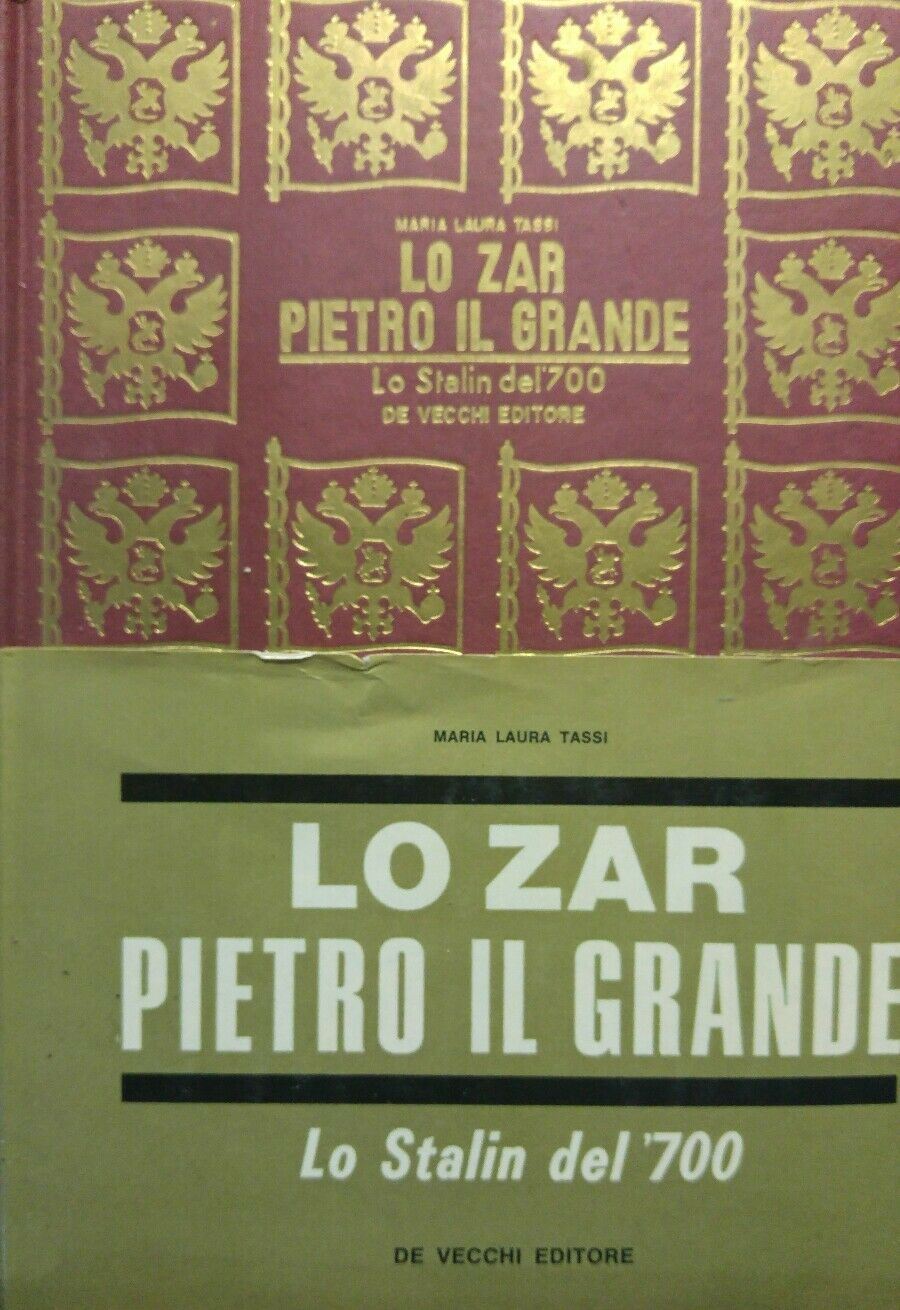 MARIA LAURA TASSI
LO ZAR
PIETRO IL GRANDE
Lo Stalin del '700
DE VECCHI EDITORE
MARIA LAURA TASSI
LO ZAR
PIETRO IL GRANDE
Lo Stalin del '700
DE VECCHI EDITORE